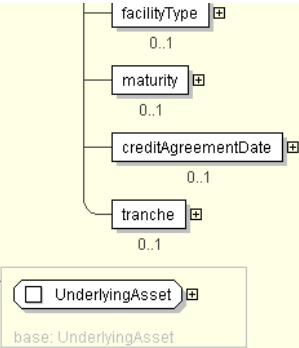 facilityType
0..1
maturity
0..1
creditAgreementDate
0..1
tranche
0..1
UnderlyingAsset
base: UnderlyingAsset